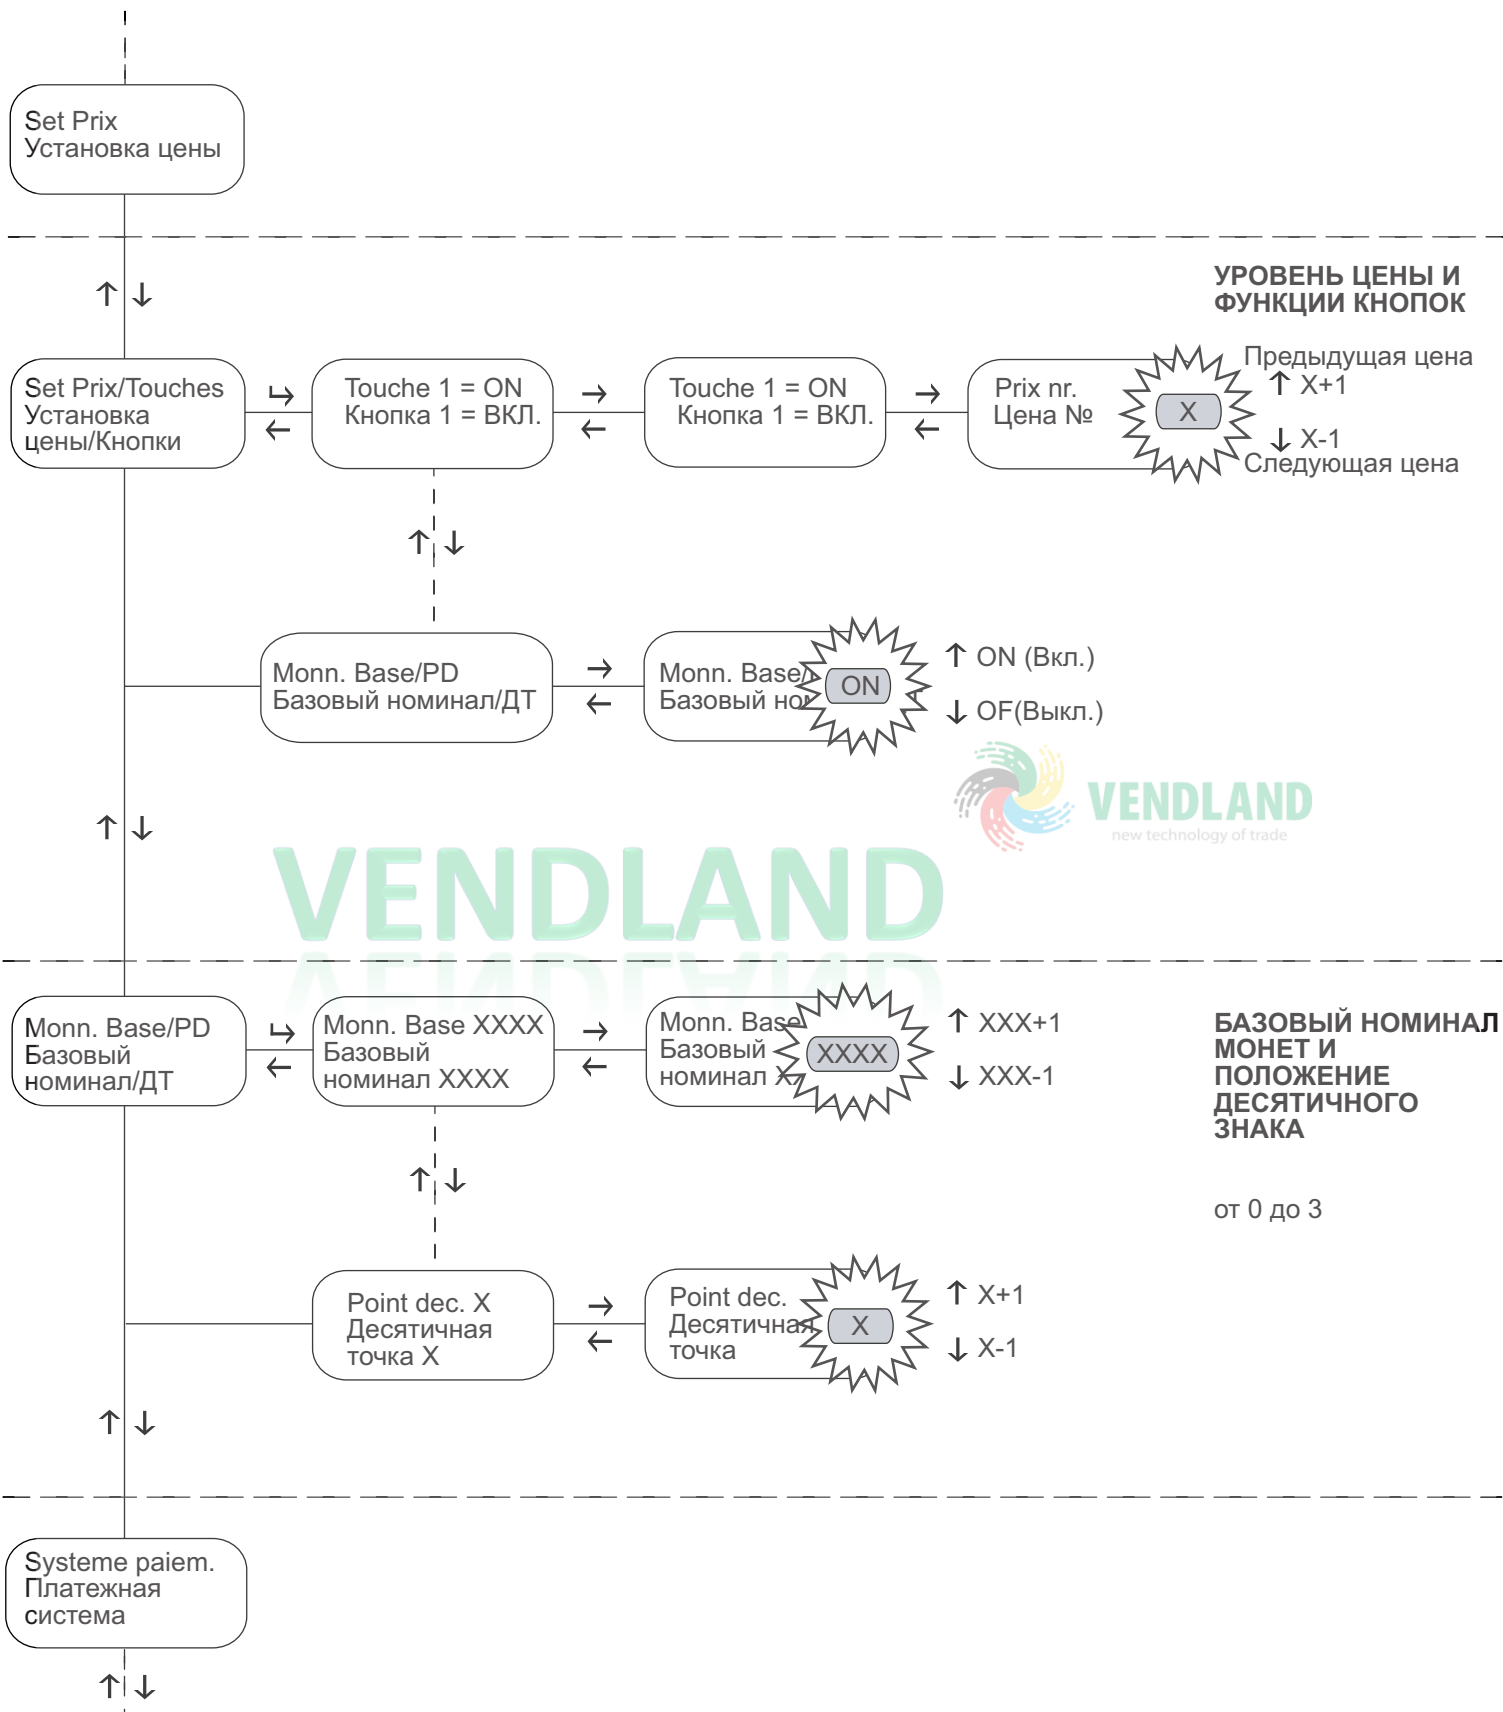 Set Prix
Установка цены
УРОВЕНЬ ЦЕНЫ И
ФУНКЦИИ КНОПОК
Set Prix/Touches
Установка
цены/Кнопки
Touche 1 = ON
Кнопка 1 = ВКЛ.
Touche 1 = ON
Кнопка 1 = ВКЛ.
Prix nr.
Цена №
X
Предыдущая цена
↑ X+1
↓ X-1
Следующая цена
Monn. Base/PD
Базовый номинал/ДТ
Monn. Base/
Базовый
ON
↑ ON (Вкл.)
↓ OF(Выкл.)
VENDLAND
new technology of trade
VENDLAND
Monn. Base/PD
Базовый
номинал/ДТ
Monn. Base XXXX
Базовый
номинал XXXX
Monn. Base
Базовый
номинал
XXXX
↑ XXX+1
↓ XXX-1
БАЗОВЫЙ НОМИНАЛ
МОНЕТ И
ПОЛОЖЕНИЕ
ДЕСЯТИЧНОГО
ЗНАКА
от 0 до 3
Point dec. X
Десятичная
точка X
Point dec.
Десятичная
точка
X
↑ X+1
↓ X-1
Systeme paiem.
Платежная
система